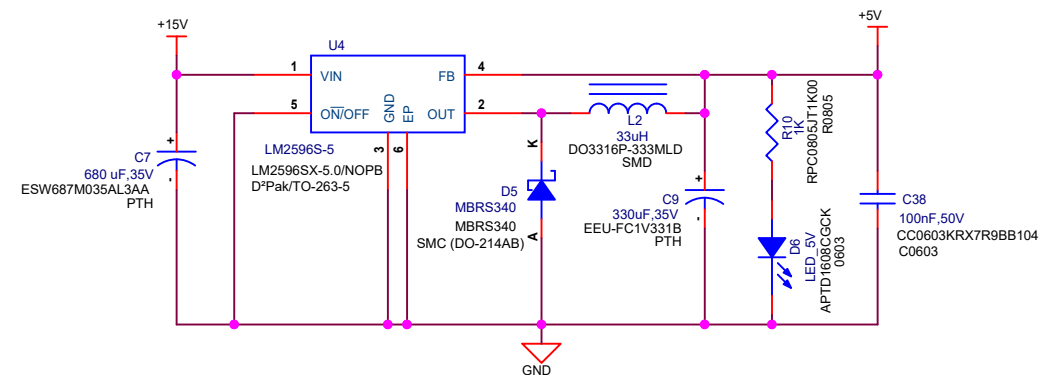 +15V
+5V
U4
1
VIN
FB
4
5
ON/OFF
GND
EP
OUT
2
3
6
LM2596S-5
LM2596SX-5.0/NOPB
D²Pak/TO-263-5
+
C7
680 uF,35V
ESW687M035AL3AA
-
PTH
K
D5
MBRS340
MBRS340
SMC (DO-214AB)
A
L2
33uH
DO3316P-333MLD
SMD
+
C9
330uF,35V
-
EEU-FC1V331B
PTH
R10
1K
RPC0805JT1K00
R0805
D6
LED_5V
APTD1608CGCK
0603
C38
100nF,50V
CC0603KRX7R9BB104
C0603
GND